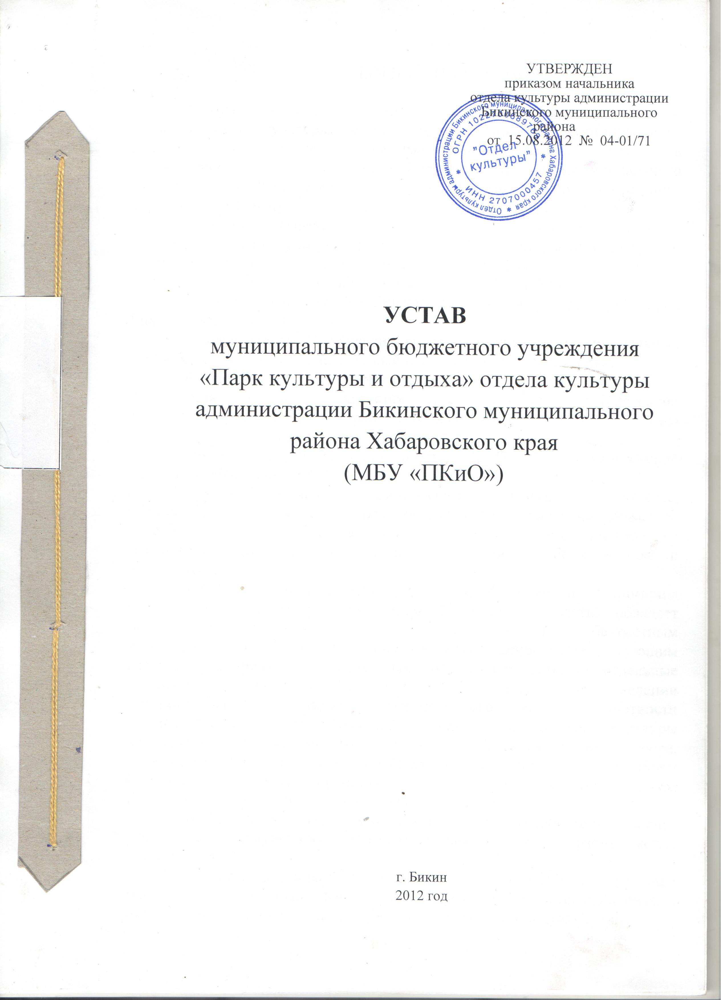 УТВЕРЖДЕН
приказом начальника
отдела культуры администрации
Бикинского муниципального
района
от 15.08.2012 № 04-01/71
Отдел культуры администрации Бикинского муниципального района Хабаровского края
ОГРН
ИНН 2707000457
"Отдел
культуры"
УСТАВ
муниципального бюджетного учреждения
«Парк культуры и отдыха» отдела культуры
администрации Бикинского муниципального
района Хабаровского края
(МБУ «ПКиО»)
г. Бикин
2012 год